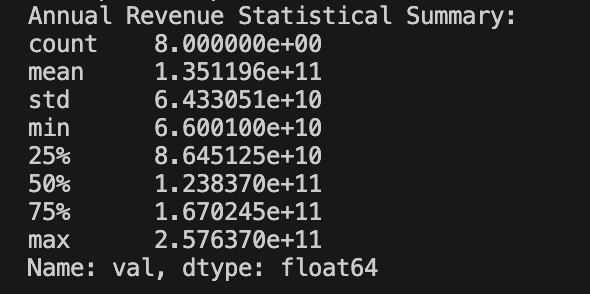 Annual Revenue Statistical Summary:
count    8.000000e+00
mean     1.351196e+11
std      6.433051e+10
min      6.600100e+10
25%      8.645125e+10
50%      1.238370e+11
75%      1.670245e+11
max      2.576370e+11
Name: val, dtype: float64